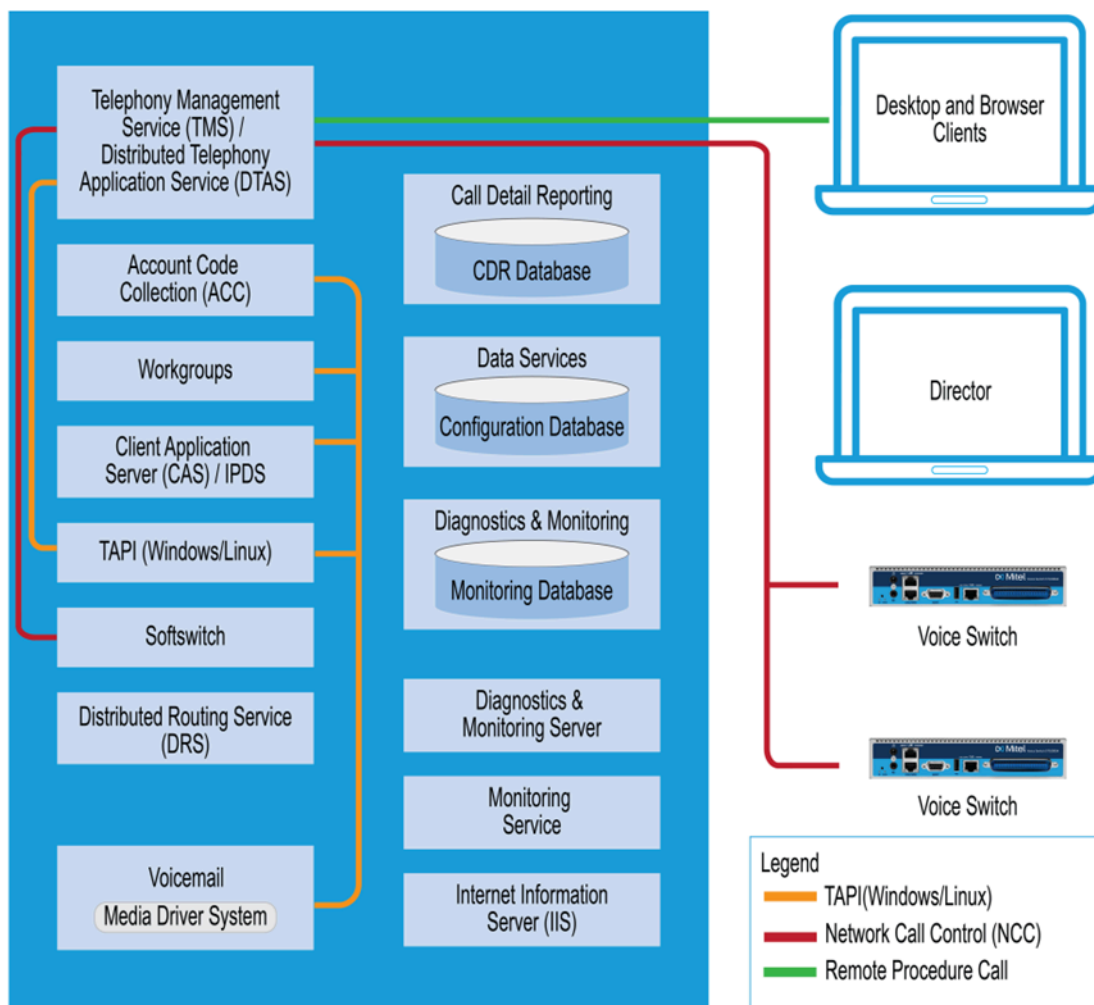 Telephony Management
Service (TMS) /
Distributed Telephony
Application Service (DTAS)
Account Code
Collection (ACC)
Workgroups
Client Application
Server (CAS) / IPDS
TAPI (Windows/Linux)
Softswitch
Distributed Routing Service
(DRS)
Voicemail
Media Driver System
Call Detail Reporting
CDR Database
Data Services
Configuration Database
Diagnostics & Monitoring
Monitoring Database
Diagnostics &
Monitoring Server
Monitoring
Service
Internet Information
Server (IIS)
Desktop and Browser
Clients
Director
Mitel
Voice Switch
Mitel
Voice Switch
Legend
TAPI(Windows/Linux)
Network Call Control (NCC)
Remote Procedure Call